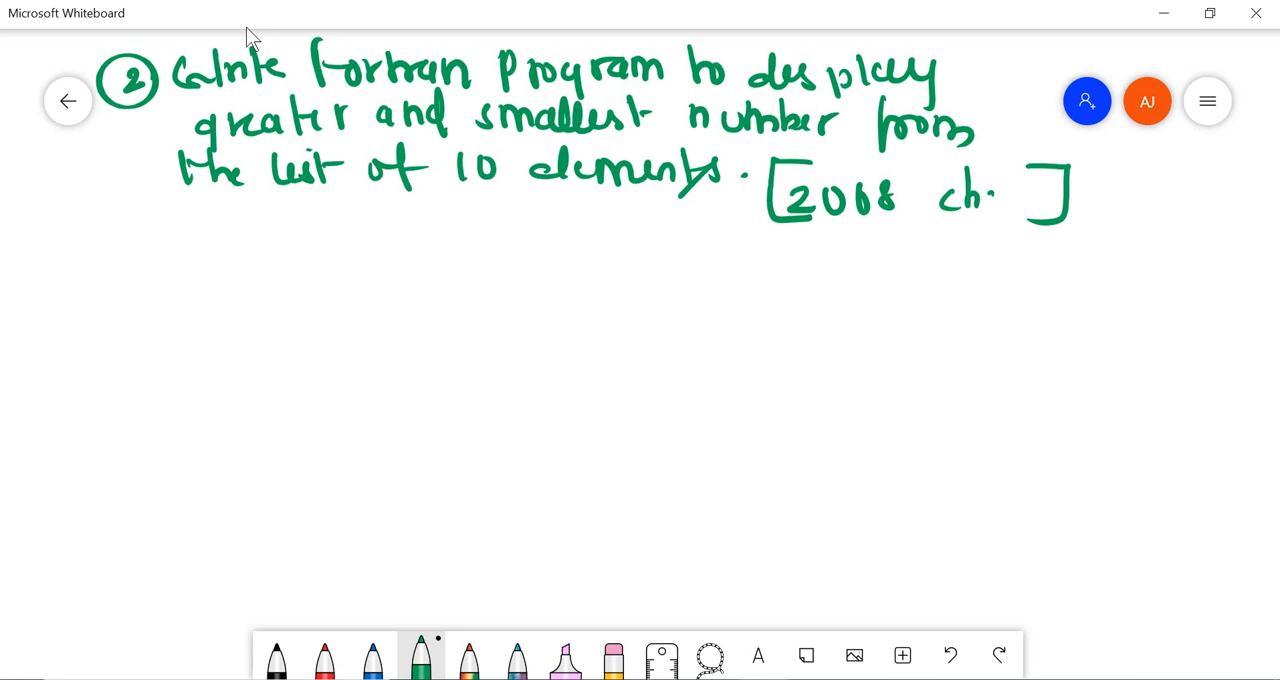 Microsoft Whiteboard
② Write Fortran Program to display
greater and smallest number from
the list of 10 elements.
[2068 ch. ]
AJ
A